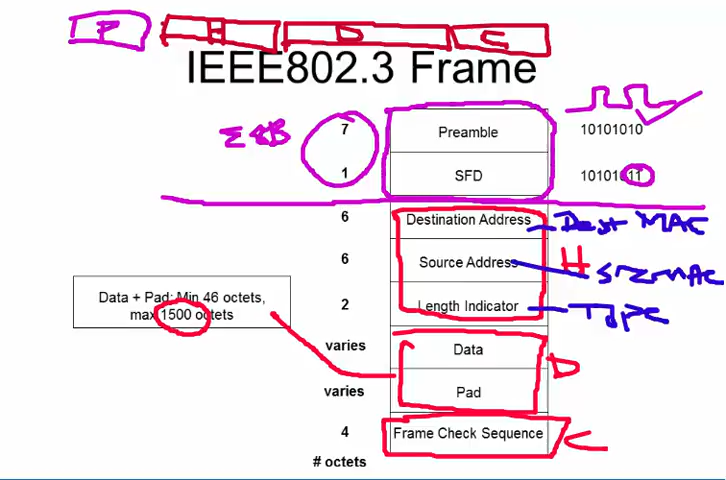 P H D C
IEEE802.3 Frame
7 Preamble 10101010
1 SFD 10101011
6 Destination Address Dest MAC
6 Source Address H
2 Length Indicator Type
Data + Pad: Min 46 octets,
max 1500 octets
varies Data D
varies Pad
4 Frame Check Sequence C
# octets